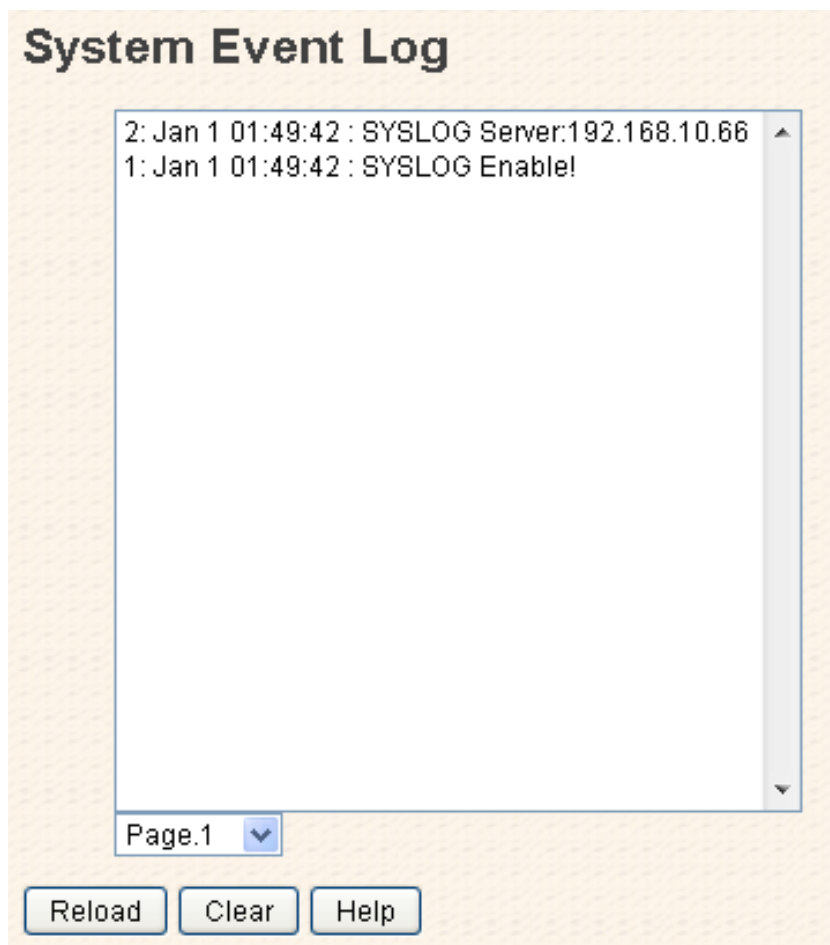 System Event Log
2: Jan 1 01:49:42 : SYSLOG Server:192.168.10.66
1: Jan 1 01:49:42 : SYSLOG Enable!
Page.1
Reload Clear Help